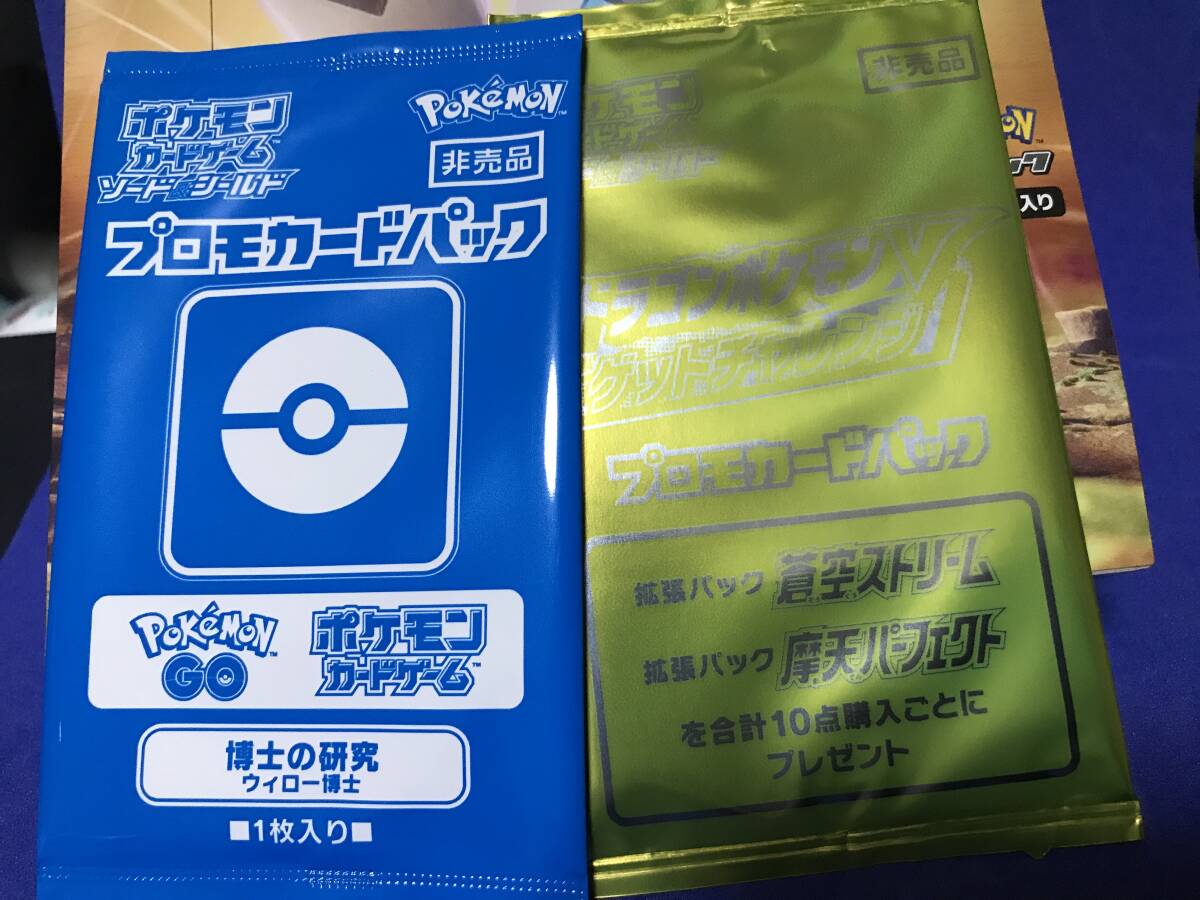 ポケモン
カードゲーム
ソード&シールド
Pokémon
非売品
プロモカードパック
Pokémon
GO
ポケモン
カードゲーム
博士の研究
ウィロー博士
■1枚入り■
非売品
ドラゴンポケモンV
ゲットチャレンジ
プロモカードパック
拡張パック 蒼空ストリーム
拡張パック 摩天パーフェクト
を合計10点購入ごとに
プレゼント
ON
ック
入り